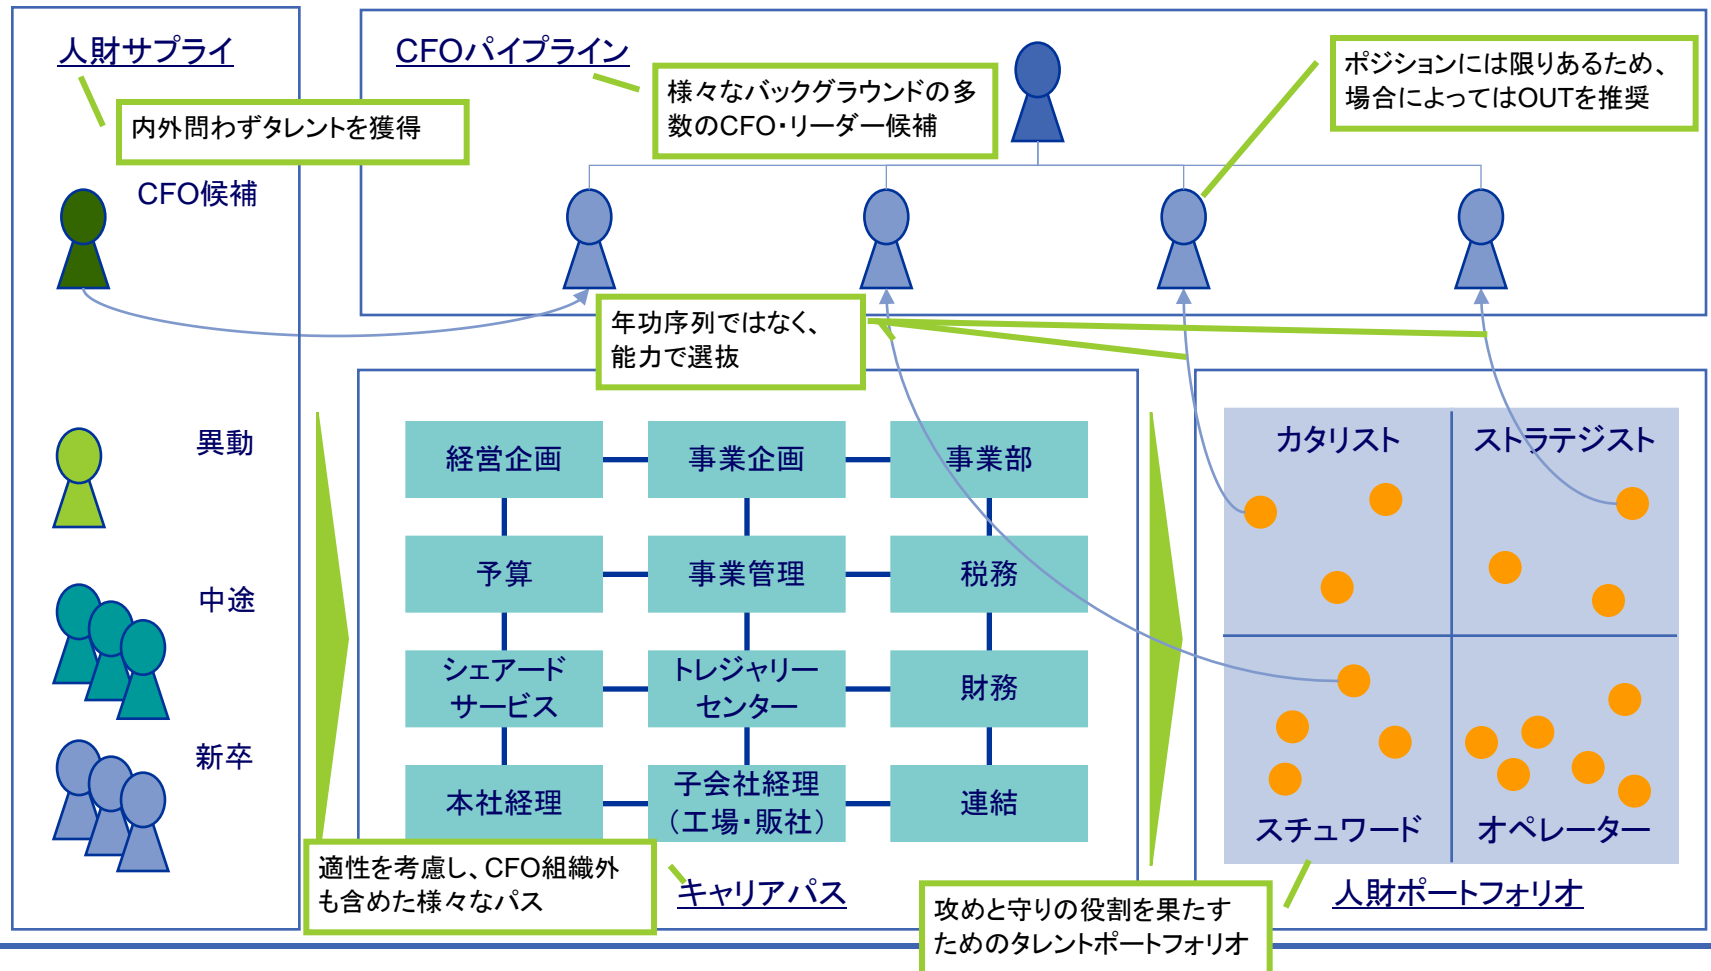 人財サプライ
内外問わずタレントを獲得
CFO候補
異動
中途
新卒
CFOパイプライン
様々なバックグラウンドの多
数のCFO・リーダー候補
ポジションには限りあるため、
場合によってはOUTを推奨
年功序列ではなく、
能力で選抜
経営企画
事業企画
事業部
予算
事業管理
税務
シェアード
サービス
トレジャリー
センター
財務
本社経理
子会社経理
（工場・販社）
連結
適性を考慮し、CFO組織外
も含めた様々なパス
キャリアパス
カタリスト
ストラテジスト
スチュワード
オペレーター
人財ポートフォリオ
攻めと守りの役割を果たす
ためのタレントポートフォリオ